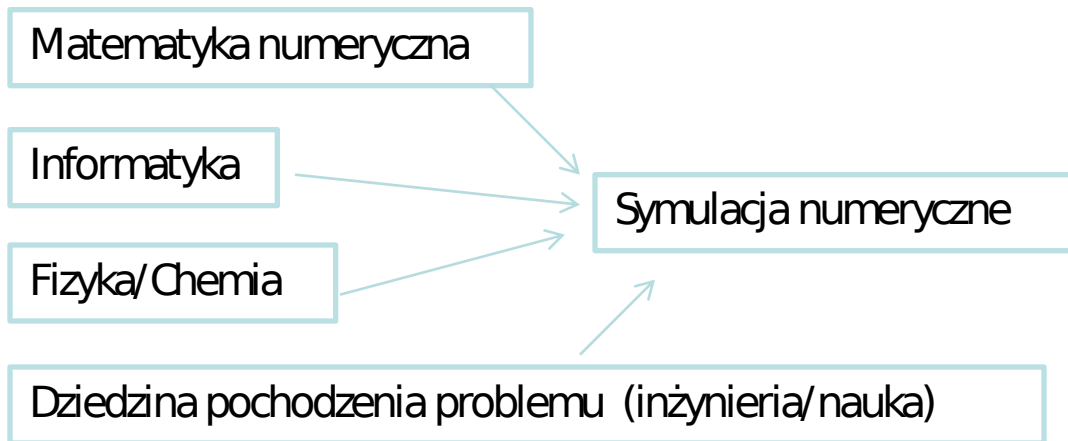 Matematyka numeryczna
Informatyka
Symulacja numeryczne
Fizyka/Chemia
Dziedzina pochodzenia problemu (inżynieria/nauka)